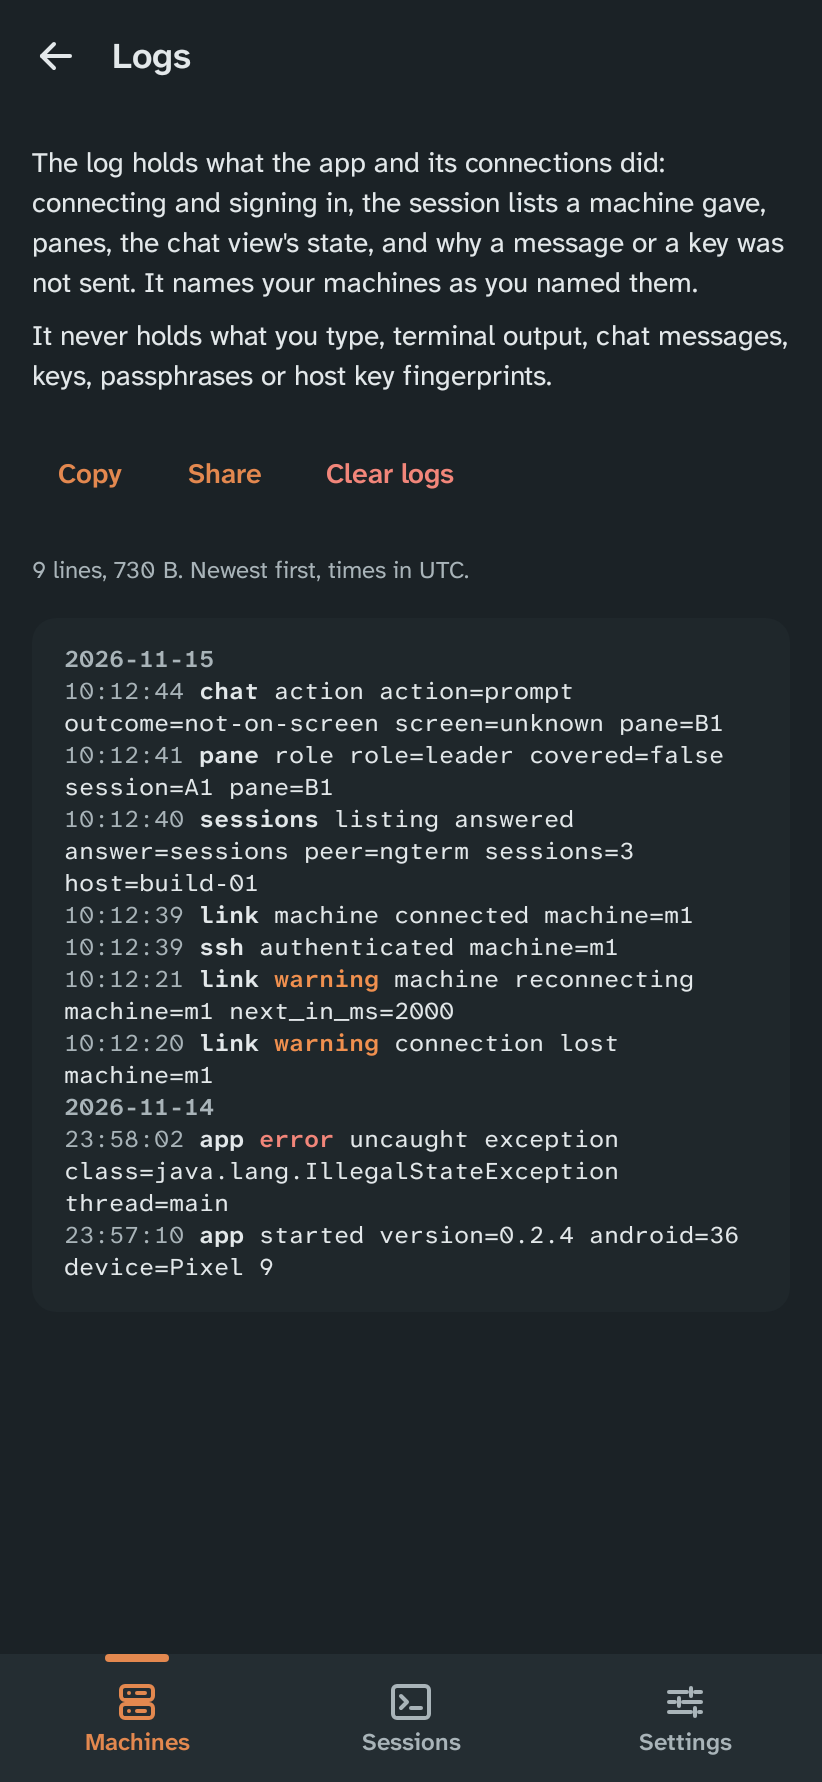 Logs
The log holds what the app and its connections did:
connecting and signing in, the session lists a machine gave,
panes, the chat view's state, and why a message or a key was
not sent. It names your machines as you named them.
It never holds what you type, terminal output, chat messages,
keys, passphrases or host key fingerprints.
Copy Share Clear logs
9 lines, 730 B. Newest first, times in UTC.
2026-11-15
10:12:44 chat action action=prompt
outcome=not-on-screen screen=unknown pane=B1
10:12:41 pane role role=leader covered=false
session=A1 pane=B1
10:12:40 sessions listing answered
answer=sessions peer=ngterm sessions=3
host=build-01
10:12:39 link machine connected machine=m1
10:12:39 ssh authenticated machine=m1
10:12:21 link warning machine reconnecting
machine=m1 next_in_ms=2000
10:12:20 link warning connection lost
machine=m1
2026-11-14
23:58:02 app error uncaught exception
class=java.lang.IllegalStateException
thread=main
23:57:10 app started version=0.2.4 android=36
device=Pixel 9
Machines Sessions Settings